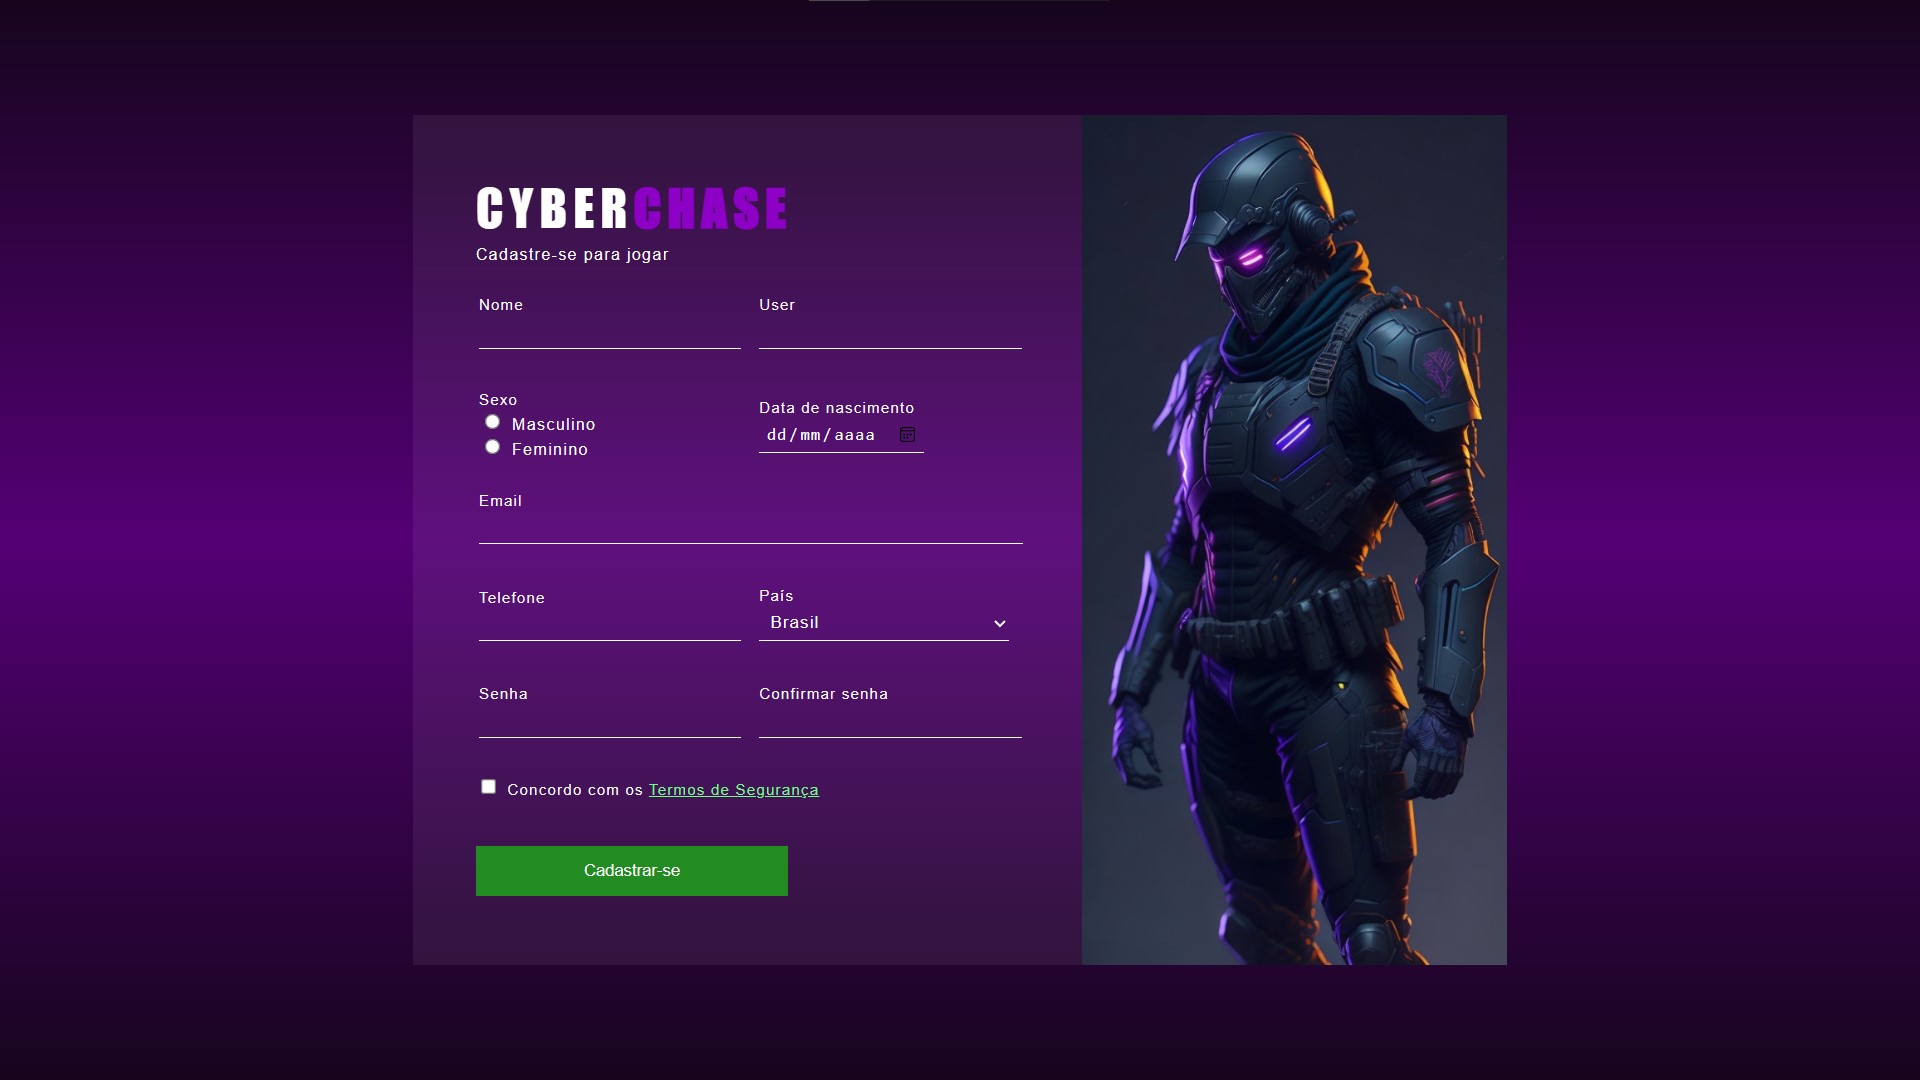 CYBERCHASE
Cadastre-se para jogar
Nome
User
Sexo
Masculino
Feminino
Data de nascimento
dd/mm/aaaa
Email
Telefone
País
Brasil
Senha
Confirmar senha
Concordo com os Termos de Segurança
Cadastrar-se